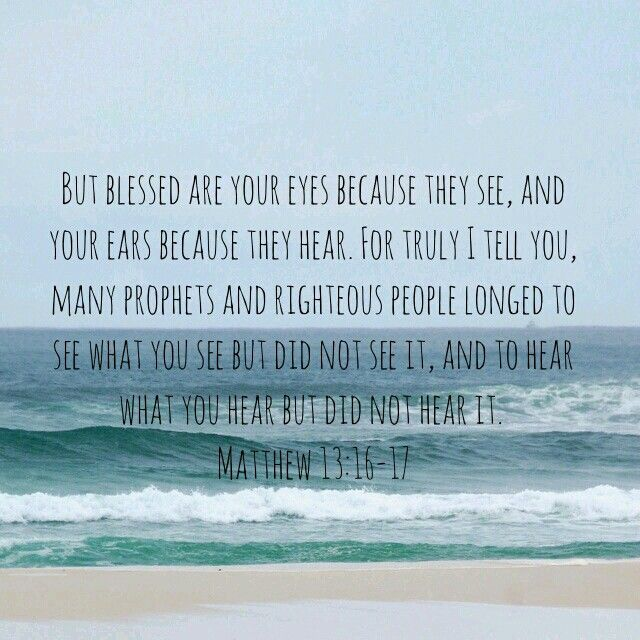 But blessed are your eyes because they see, and
your ears because they hear. For truly I tell you,
many prophets and righteous people longed to
see what you see but did not see it, and to hear
what you hear but did not hear it.
Matthew 13:16-17